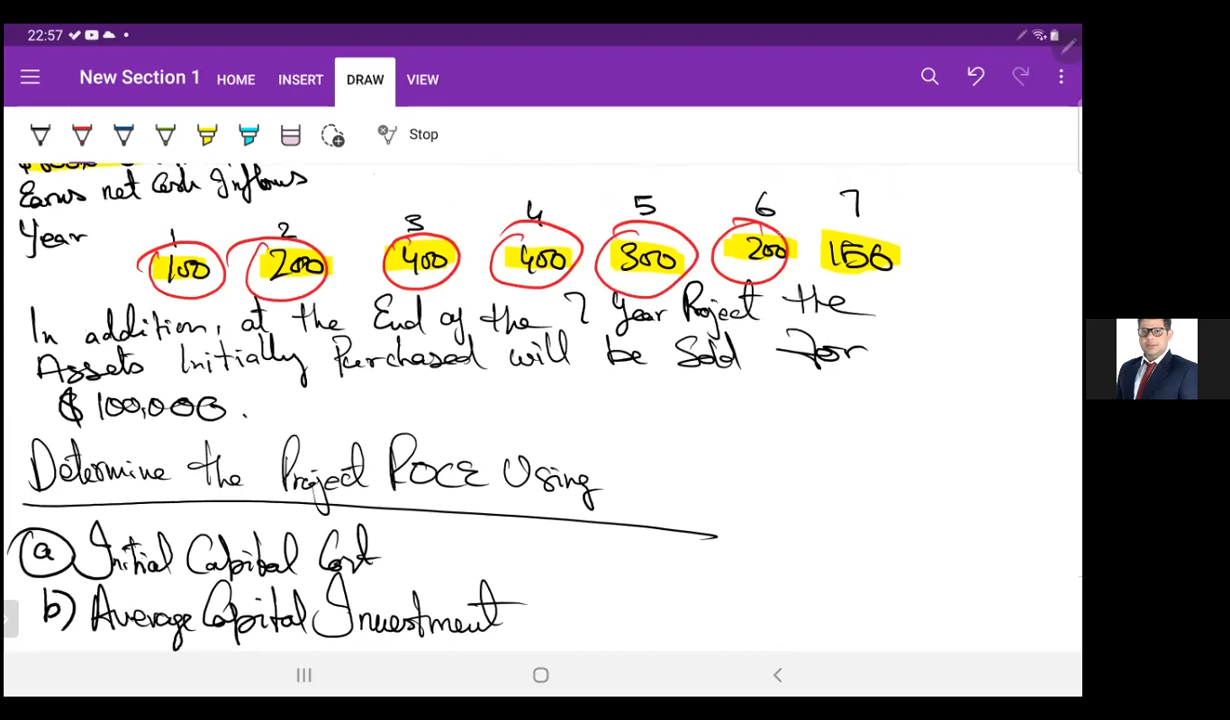 22:57
New Section 1 HOME INSERT DRAW VIEW
Stop
Earns net Cash Inflows
Year 1 2 3 4 5 6 7
100 200 400 400 300 200 150
In addition, at the End of the 7 Year Project the
Assets Initially Purchased will be Sold For
$100,000.
Determine the Project ROCE Using
a Initial Capital Cost
b) Average Capital Investment